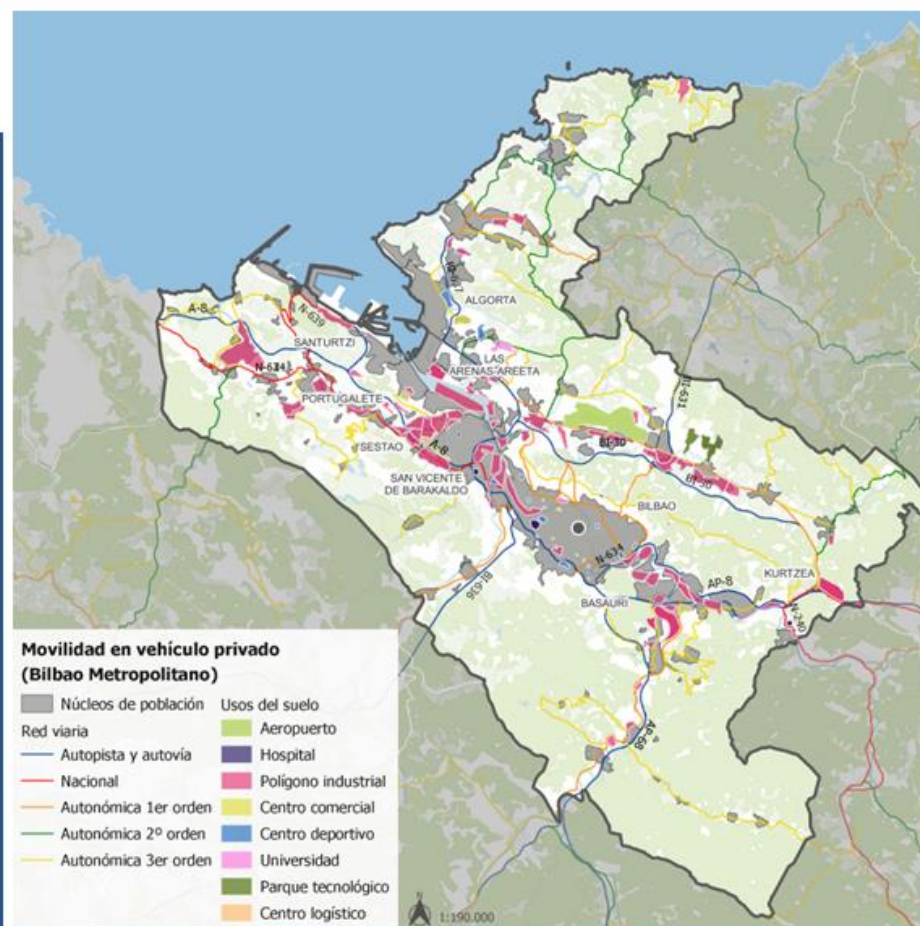 A-8
N-639
SANTURTZI
ALGORTA
LAS
ARENAS-AREETA
PORTUGALETE
SESTAO
A-8
BI-631
BI-30
BI-30
SAN VICENTE
DE BARAKALDO
BILBAO
N-634
BI-636
BASAURI
AP-8
KURTZEA
N-240
AP-68
Movilidad en vehículo privado
(Bilbao Metropolitano)
Núcleos de población
Red viaria
Autopista y autovía
Nacional
Autonómica 1er orden
Autonómica 2º orden
Autonómica 3er orden
Usos del suelo
Aeropuerto
Hospital
Polígono industrial
Centro comercial
Centro deportivo
Universidad
Parque tecnológico
Centro logístico
N
1:190.000